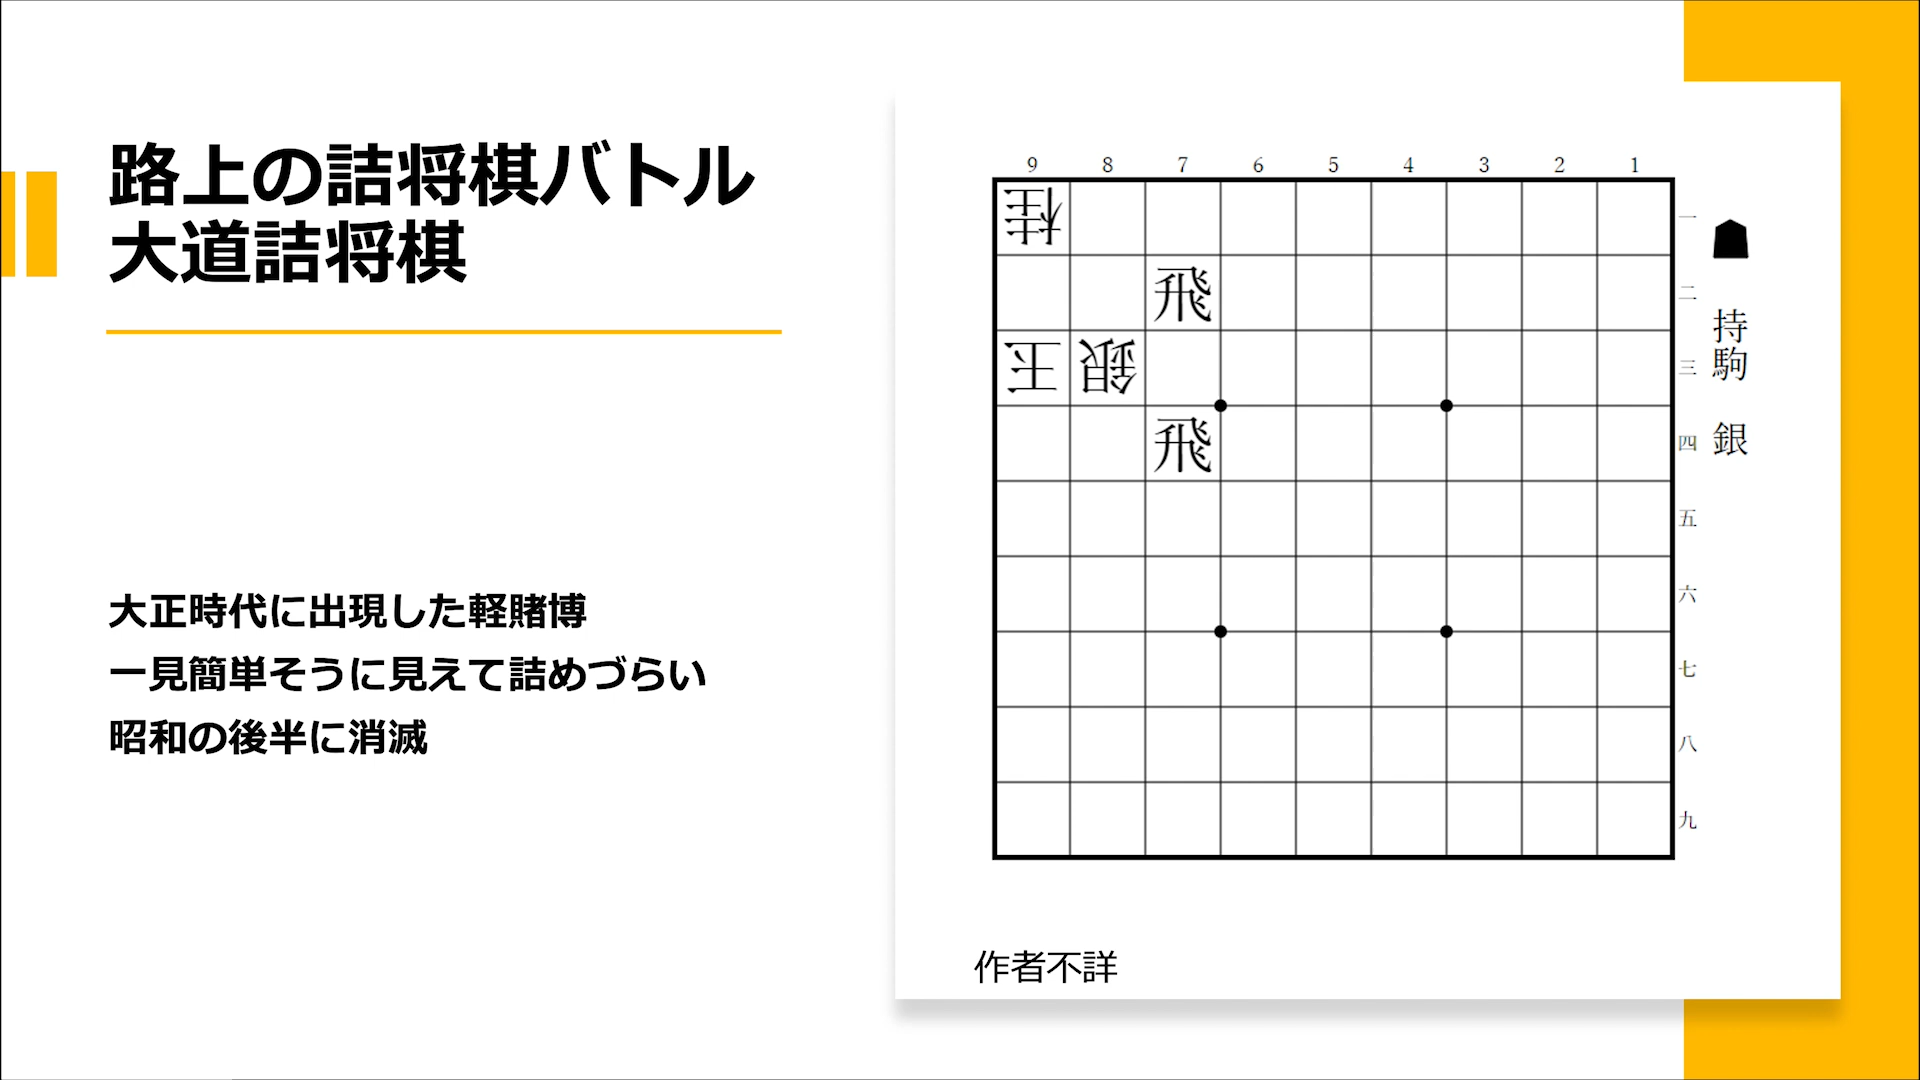 路上の詰将棋バトル
大道詰将棋
大正時代に出現した軽賭博
一見簡単そうに見えて詰めづらい
昭和の後半に消滅
9 8 7 6 5 4 3 2 1
桂 一
飛 二
玉 銀 三
飛 四
五
六
七
八
九
☗持駒 銀
作者不詳